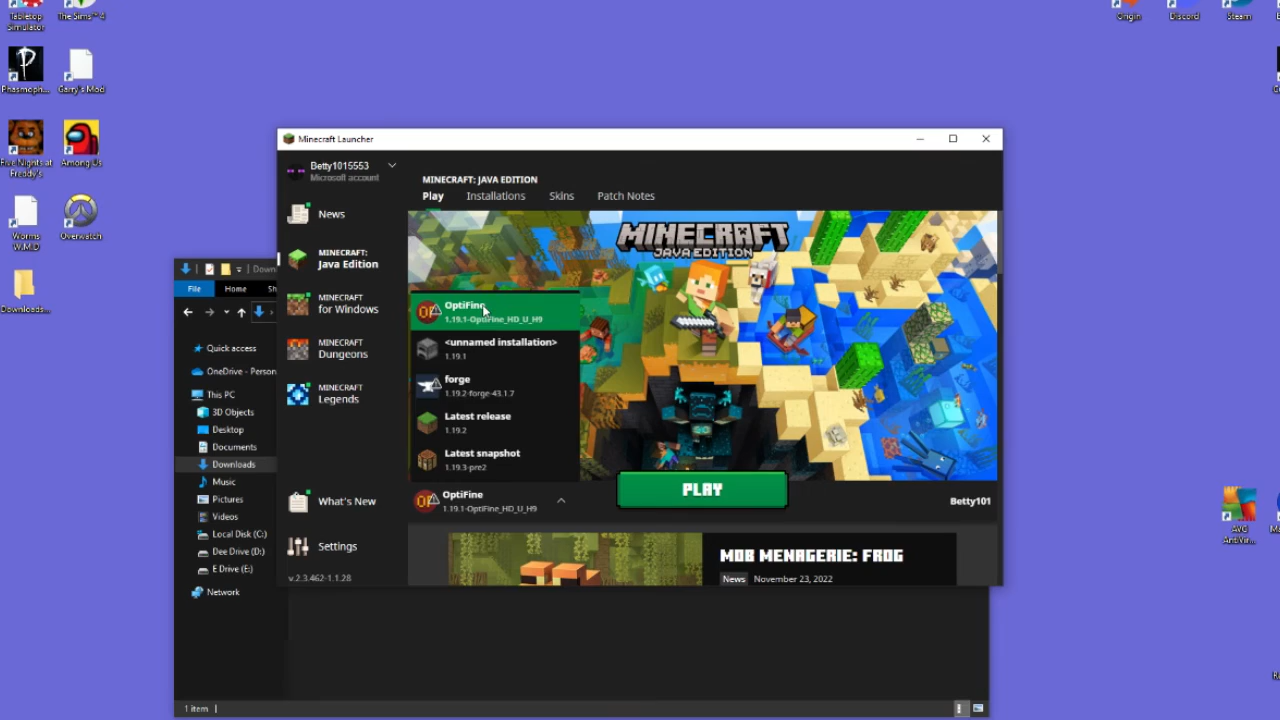 Tabletop
Simulator
The Sims™ 4
Origin
Discord
Steam
Phasmoph...
Garry's Mod
Five Nights at
Freddy's
Among Us
Worms
W.M.D
Overwatch
Downloads...
Minecraft Launcher
Betty1015553
Microsoft account
News
MINECRAFT:
Java Edition
MINECRAFT
for Windows
MINECRAFT
Dungeons
MINECRAFT
Legends
What's New
Settings
v.2.3.462-1.1.28
MINECRAFT: JAVA EDITION
Play Installations Skins Patch Notes
MINECRAFT
JAVA EDITION
OptiFine
1.19.1-OptiFine_HD_U_H9
<unnamed installation>
1.19.1
forge
1.19.2-forge-43.1.7
Latest release
1.19.2
Latest snapshot
1.19.3-pre2
OptiFine
1.19.1-OptiFine_HD_U_H9
PLAY
Betty101
MOB MENAGERIE: FROG
News November 23, 2022
Down
File Home Sh
Quick access
OneDrive - Person
This PC
3D Objects
Desktop
Documents
Downloads
Music
Pictures
Videos
Local Disk (C:)
Dee Drive (D:)
E Drive (E:)
Network
1 item
AVG
AntiVir...